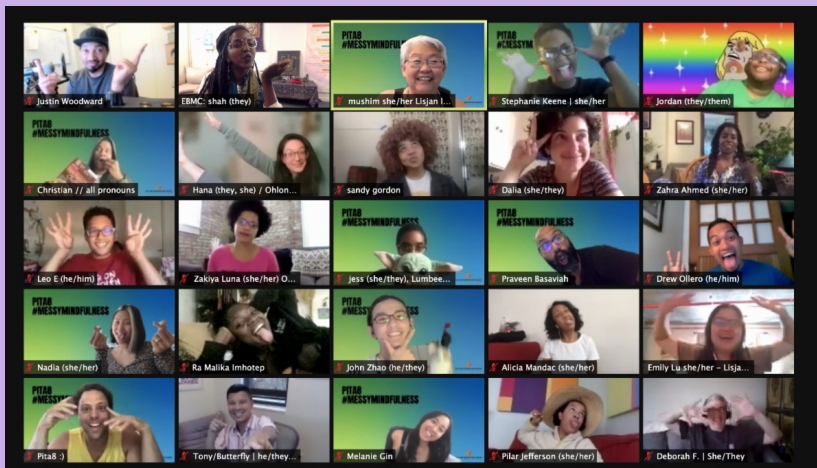 PITA8
#MESSYMINDFULNESS
PITA8
#MESSYM
Justin Woodward
EBMC: shah (they)
mushim she/her Lisjan l...
Stephanie Keene | she/her
Jordan (they/them)
PITA8
#MESSYMINDFULNESS
Christian // all pronouns
Hana (they, she) / Ohlon...
sandy gordon
Dalia (she/they)
Zahra Ahmed (she/her)
PITA8
#MESSYMINDFULNESS
PITA8
#MESSYMINDFULNESS
Leo E (he/him)
Zakiya Luna (she/her) O...
jess (she/they), Lumbee...
Praveen Basaviah
Drew Ollero (he/him)
PITA8
#MESSYMI
PITA8
#MESSYMINDFULNESS
Nadia (she/her)
Ra Malika Imhotep
John Zhao (he/they)
Alicia Mandac (she/her)
Emily Lu she/her - Lisja...
PITA8
PITA8
#MESSYMINDFULNESS
Pita8 :)
Tony/Butterfly | he/they...
Melanie Gin
Pilar Jefferson (she/her)
Deborah F. | She/They